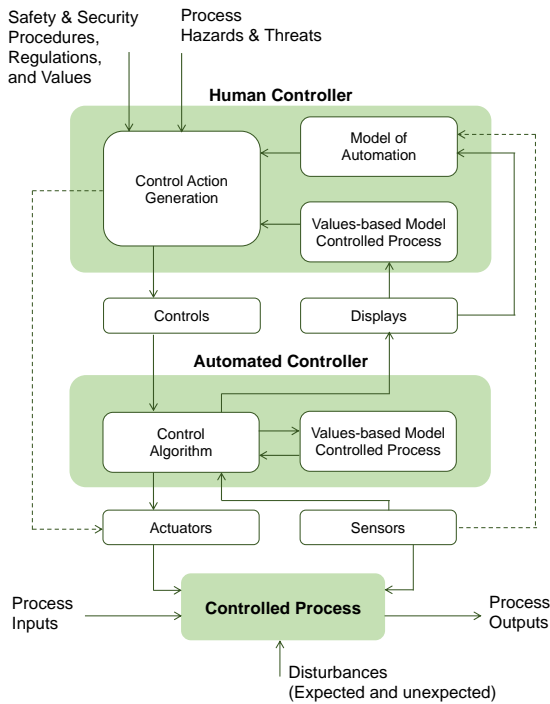 Safety & Security
Procedures,
Regulations,
and Values
Process
Hazards & Threats
Human Controller
Control Action
Generation
Model of
Automation
Values-based Model
Controlled Process
Controls
Displays
Automated Controller
Control
Algorithm
Values-based Model
Controlled Process
Actuators
Sensors
Process
Inputs
Controlled Process
Process
Outputs
Disturbances
(Expected and unexpected)